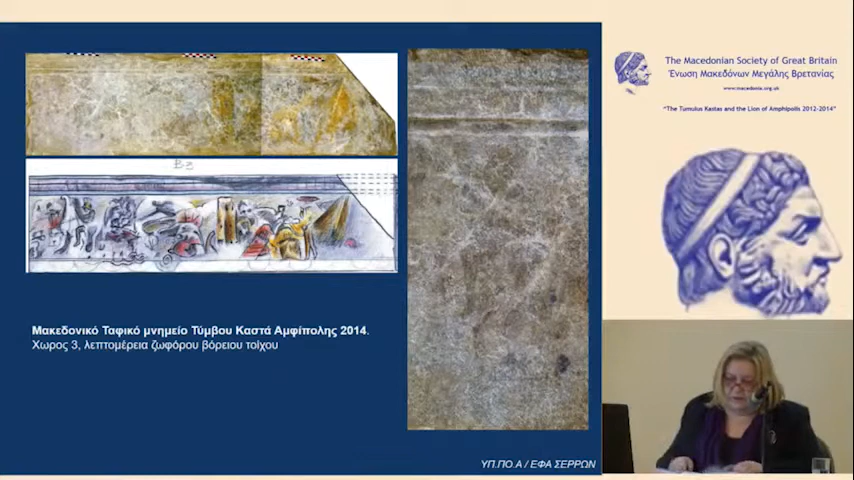 The Macedonian Society of Great Britain
Ένωση Μακεδόνων Μεγάλης Βρετανίας
www.macedonia.org.uk
"The Tumulus Kastas and the Lion of Amphipolis 2012-2014"
Μακεδονικό Ταφικό μνημείο Τύμβου Καστά Αμφίπολης 2014.
Χωρος 3, λεπτομέρεια ζωφόρου βόρειου τοίχου
ΥΠ.ΠΟ.Α / ΕΦΑ ΣΕΡΡΩΝ